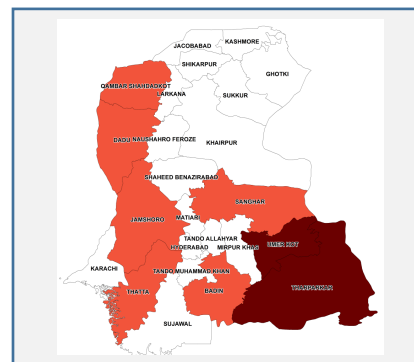 KASHMORE
JACOBABAD
SHIKARPUR
GHOTKI
QAMBAR SHAHDADKOT
LARKANA
SUKKUR
DADU
NAUSHAHRO FEROZE
KHAIRPUR
SHAHEED BENAZIRABAD
SANGHAR
JAMSHORO
MATIARI
TANDO ALLAHYAR
HYDERABAD
MIRPUR KHAS
UMER KOT
KARACHI
TANDO MUHAMMAD KHAN
THARPARKAR
THATTA
BADIN
SUJAWAL